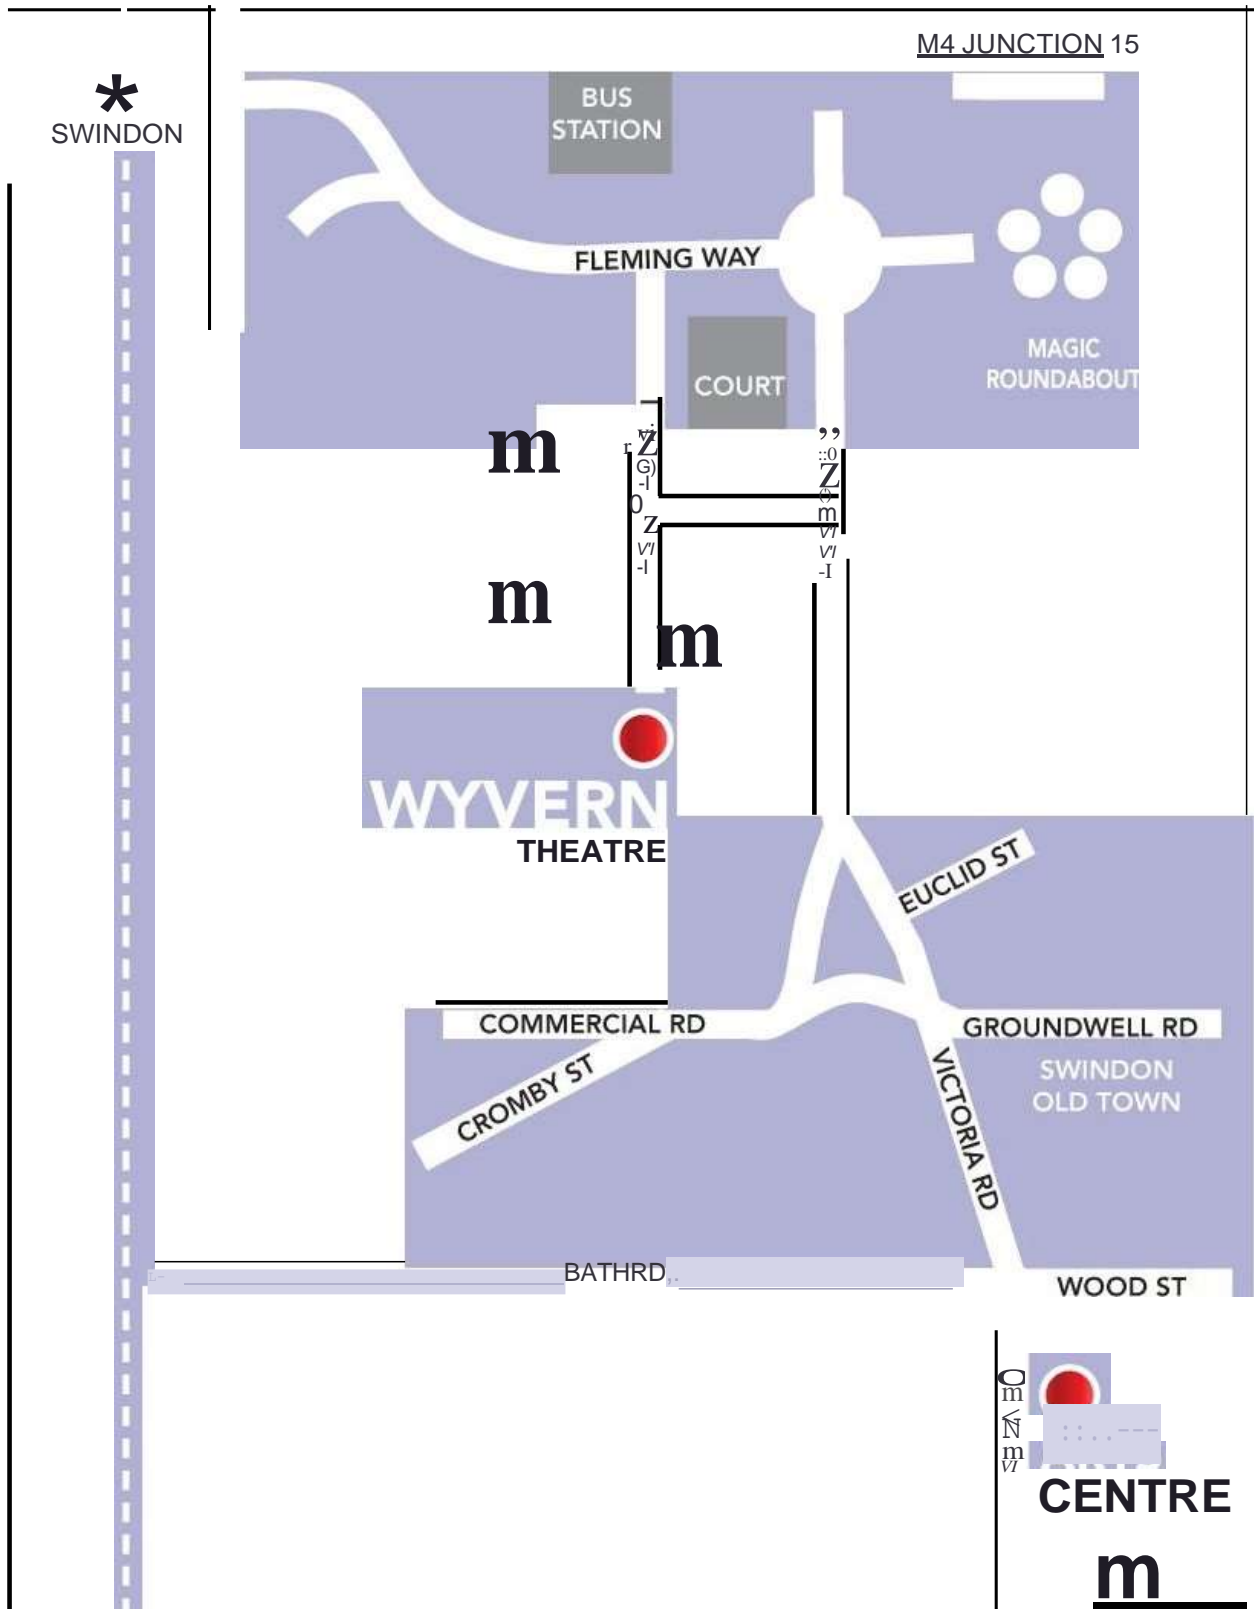 M4 JUNCTION 15
*
SWINDON
BUS
STATION
FLEMING WAY
MAGIC
ROUNDABOUT
COURT
m
m
m
WYVERN
THEATRE
EUCLID ST
COMMERCIAL RD
GROUNDWELL RD
CROMBY ST
VICTORIA RD
SWINDON
OLD TOWN
BATHRD
WOOD ST
CENTRE
m